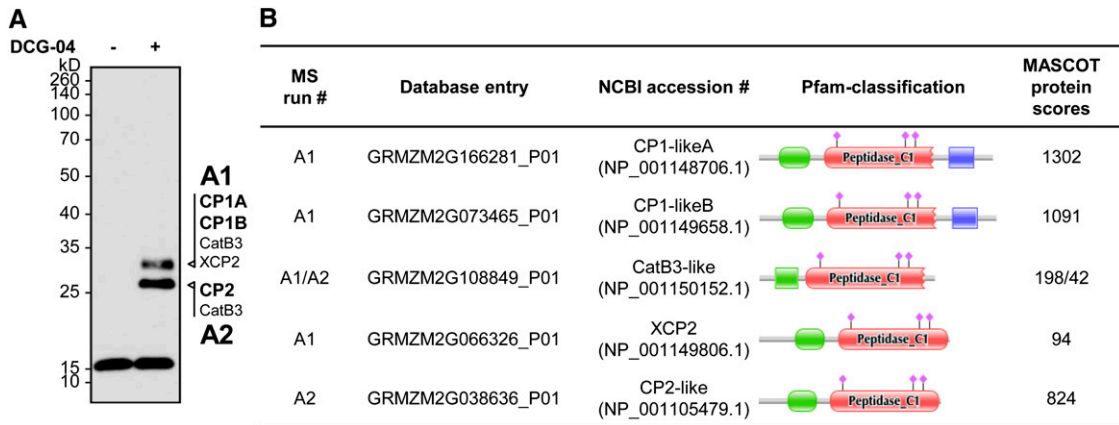 A
DCG-04 - +
kD
260
140
100
70
50
40
35
25
15
10
A1
CP1A
CP1B
CatB3
XCP2
CP2
CatB3
A2
B
MS run #
Database entry
NCBI accession #
Pfam-classification
MASCOT protein scores
A1 GRMZM2G166281_P01 CP1-likeA (NP_001148706.1) Peptidase_C1 1302
A1 GRMZM2G073465_P01 CP1-likeB (NP_001149658.1) Peptidase_C1 1091
A1/A2 GRMZM2G108849_P01 CatB3-like (NP_001150152.1) Peptidase_C1 198/42
A1 GRMZM2G066326_P01 XCP2 (NP_001149806.1) Peptidase_C1 94
A2 GRMZM2G038636_P01 CP2-like (NP_001105479.1) Peptidase_C1 824